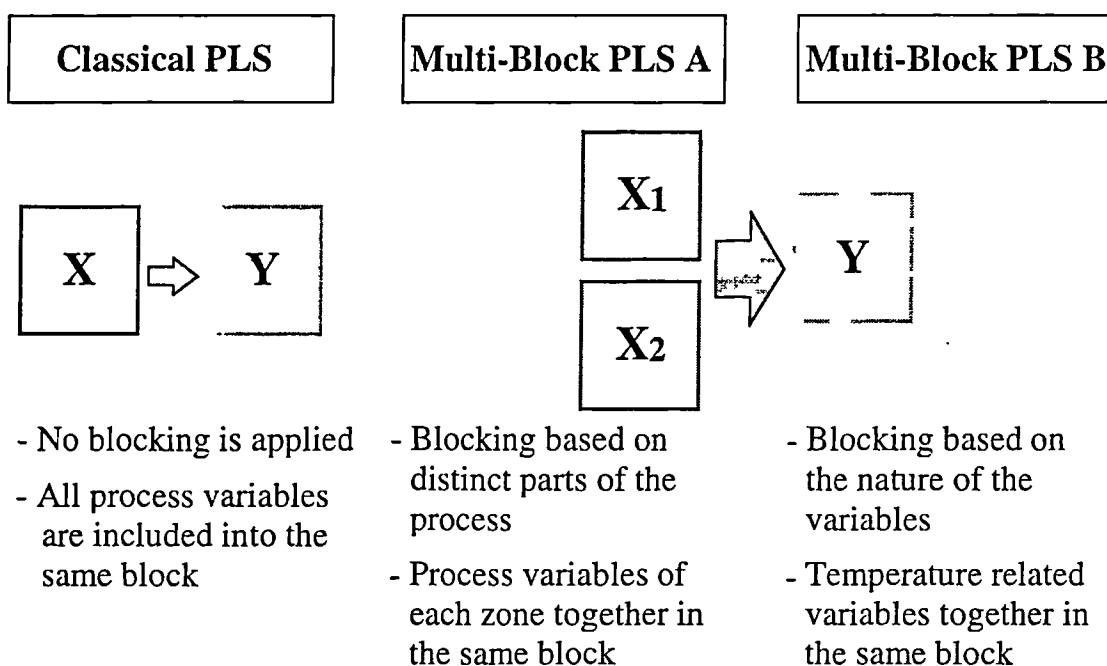 Classical PLS
Multi-Block PLS A
Multi-Block PLS B
X
Y
X1
X2
Y
- No blocking is applied
- All process variables
are included into the
same block
- Blocking based on
distinct parts of the
process
- Process variables of
each zone together in
the same block
- Blocking based on
the nature of the
variables
- Temperature related
variables together in
the same block